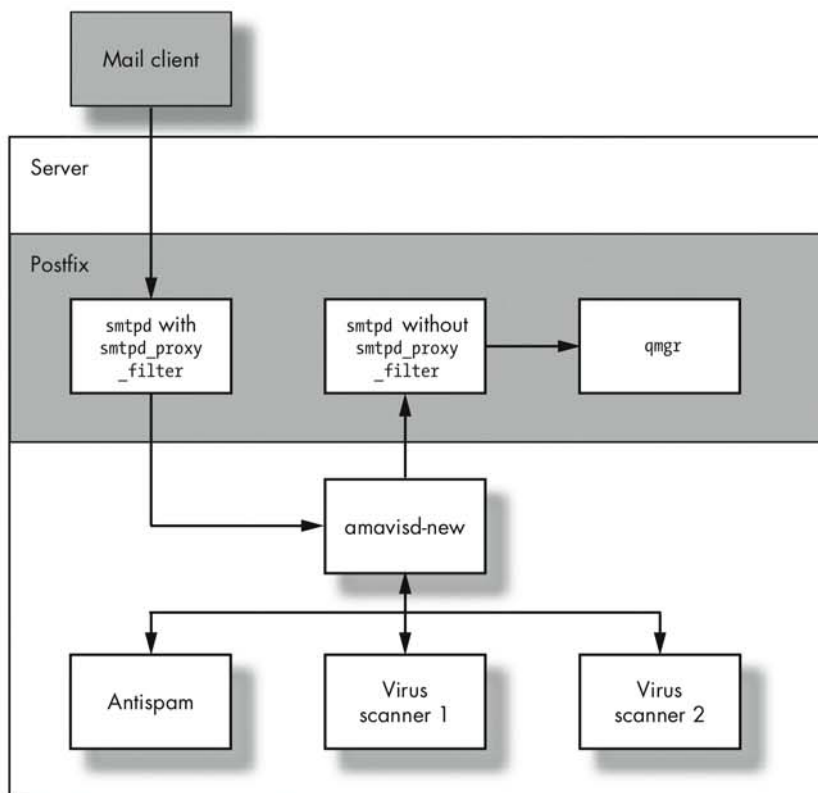 Mail client
Server
Postfix
smtpd with
smtpd_proxy
_filter
smtpd without
smtpd_proxy
_filter
qmgr
amavisd-new
Antispam
Virus
scanner 1
Virus
scanner 2